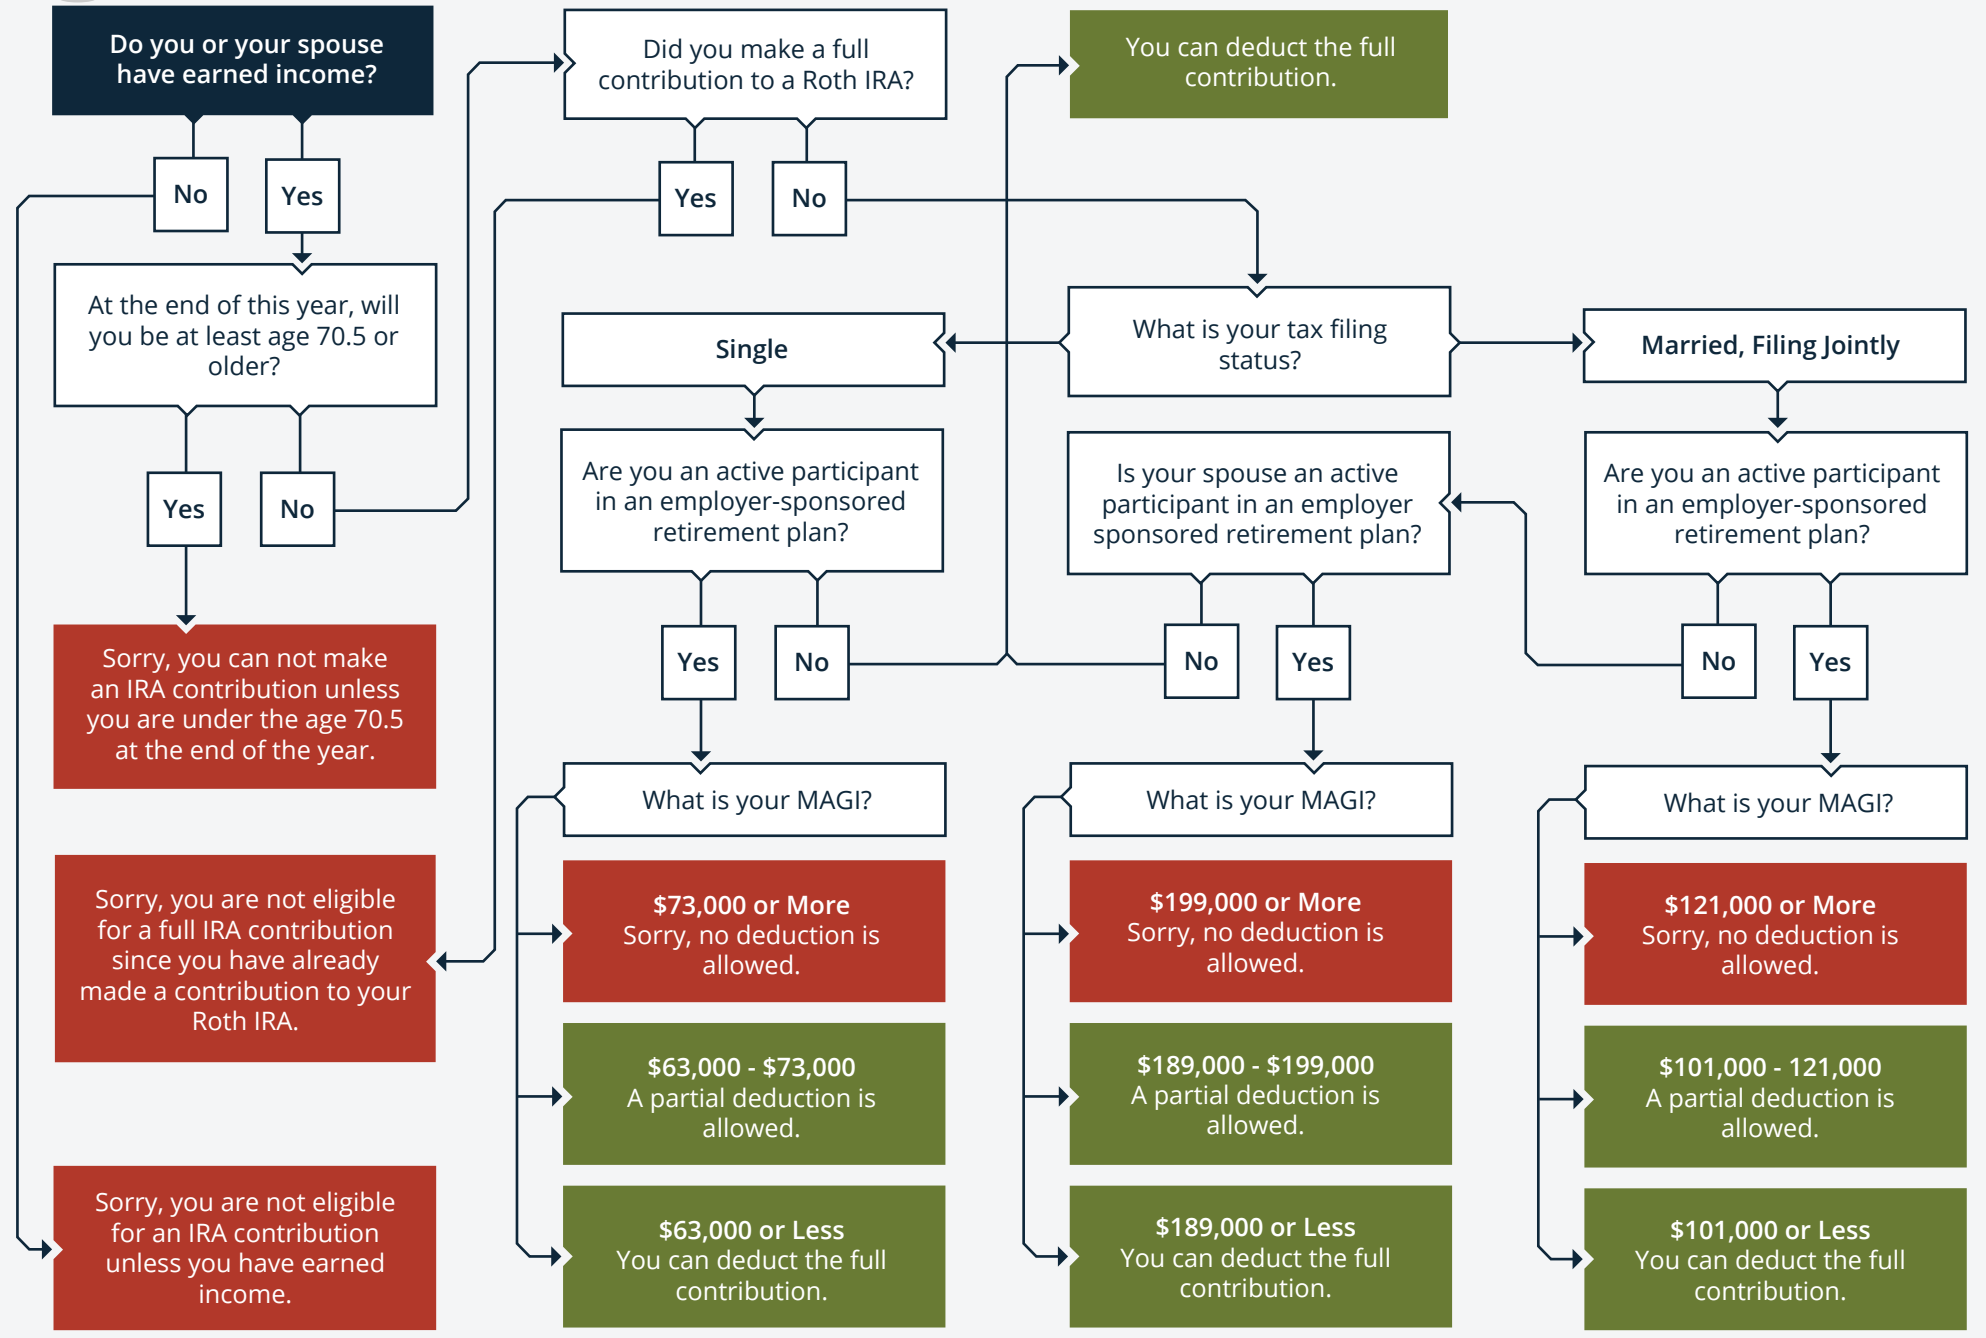 Do you or your spouse
have earned income?
No
Yes
At the end of this year, will
you be at least age 70.5 or
older?
Yes
No
Sorry, you can not make
an IRA contribution unless
you are under the age 70.5
at the end of the year.
Sorry, you are not eligible
for a full IRA contribution
since you have already
made a contribution to your
Roth IRA.
Sorry, you are not eligible
for an IRA contribution
unless you have earned
income.
Did you make a full
contribution to a Roth IRA?
Yes
No
You can deduct the full
contribution.
What is your tax filing
status?
Single
Married, Filing Jointly
Are you an active participant
in an employer-sponsored
retirement plan?
Yes
No
Is your spouse an active
participant in an employer
sponsored retirement plan?
No
Yes
Are you an active participant
in an employer-sponsored
retirement plan?
No
Yes
What is your MAGI?
$73,000 or More
Sorry, no deduction is
allowed.
$63,000 - $73,000
A partial deduction is
allowed.
$63,000 or Less
You can deduct the full
contribution.
What is your MAGI?
$199,000 or More
Sorry, no deduction is
allowed.
$189,000 - $199,000
A partial deduction is
allowed.
$189,000 or Less
You can deduct the full
contribution.
What is your MAGI?
$121,000 or More
Sorry, no deduction is
allowed.
$101,000 - 121,000
A partial deduction is
allowed.
$101,000 or Less
You can deduct the full
contribution.